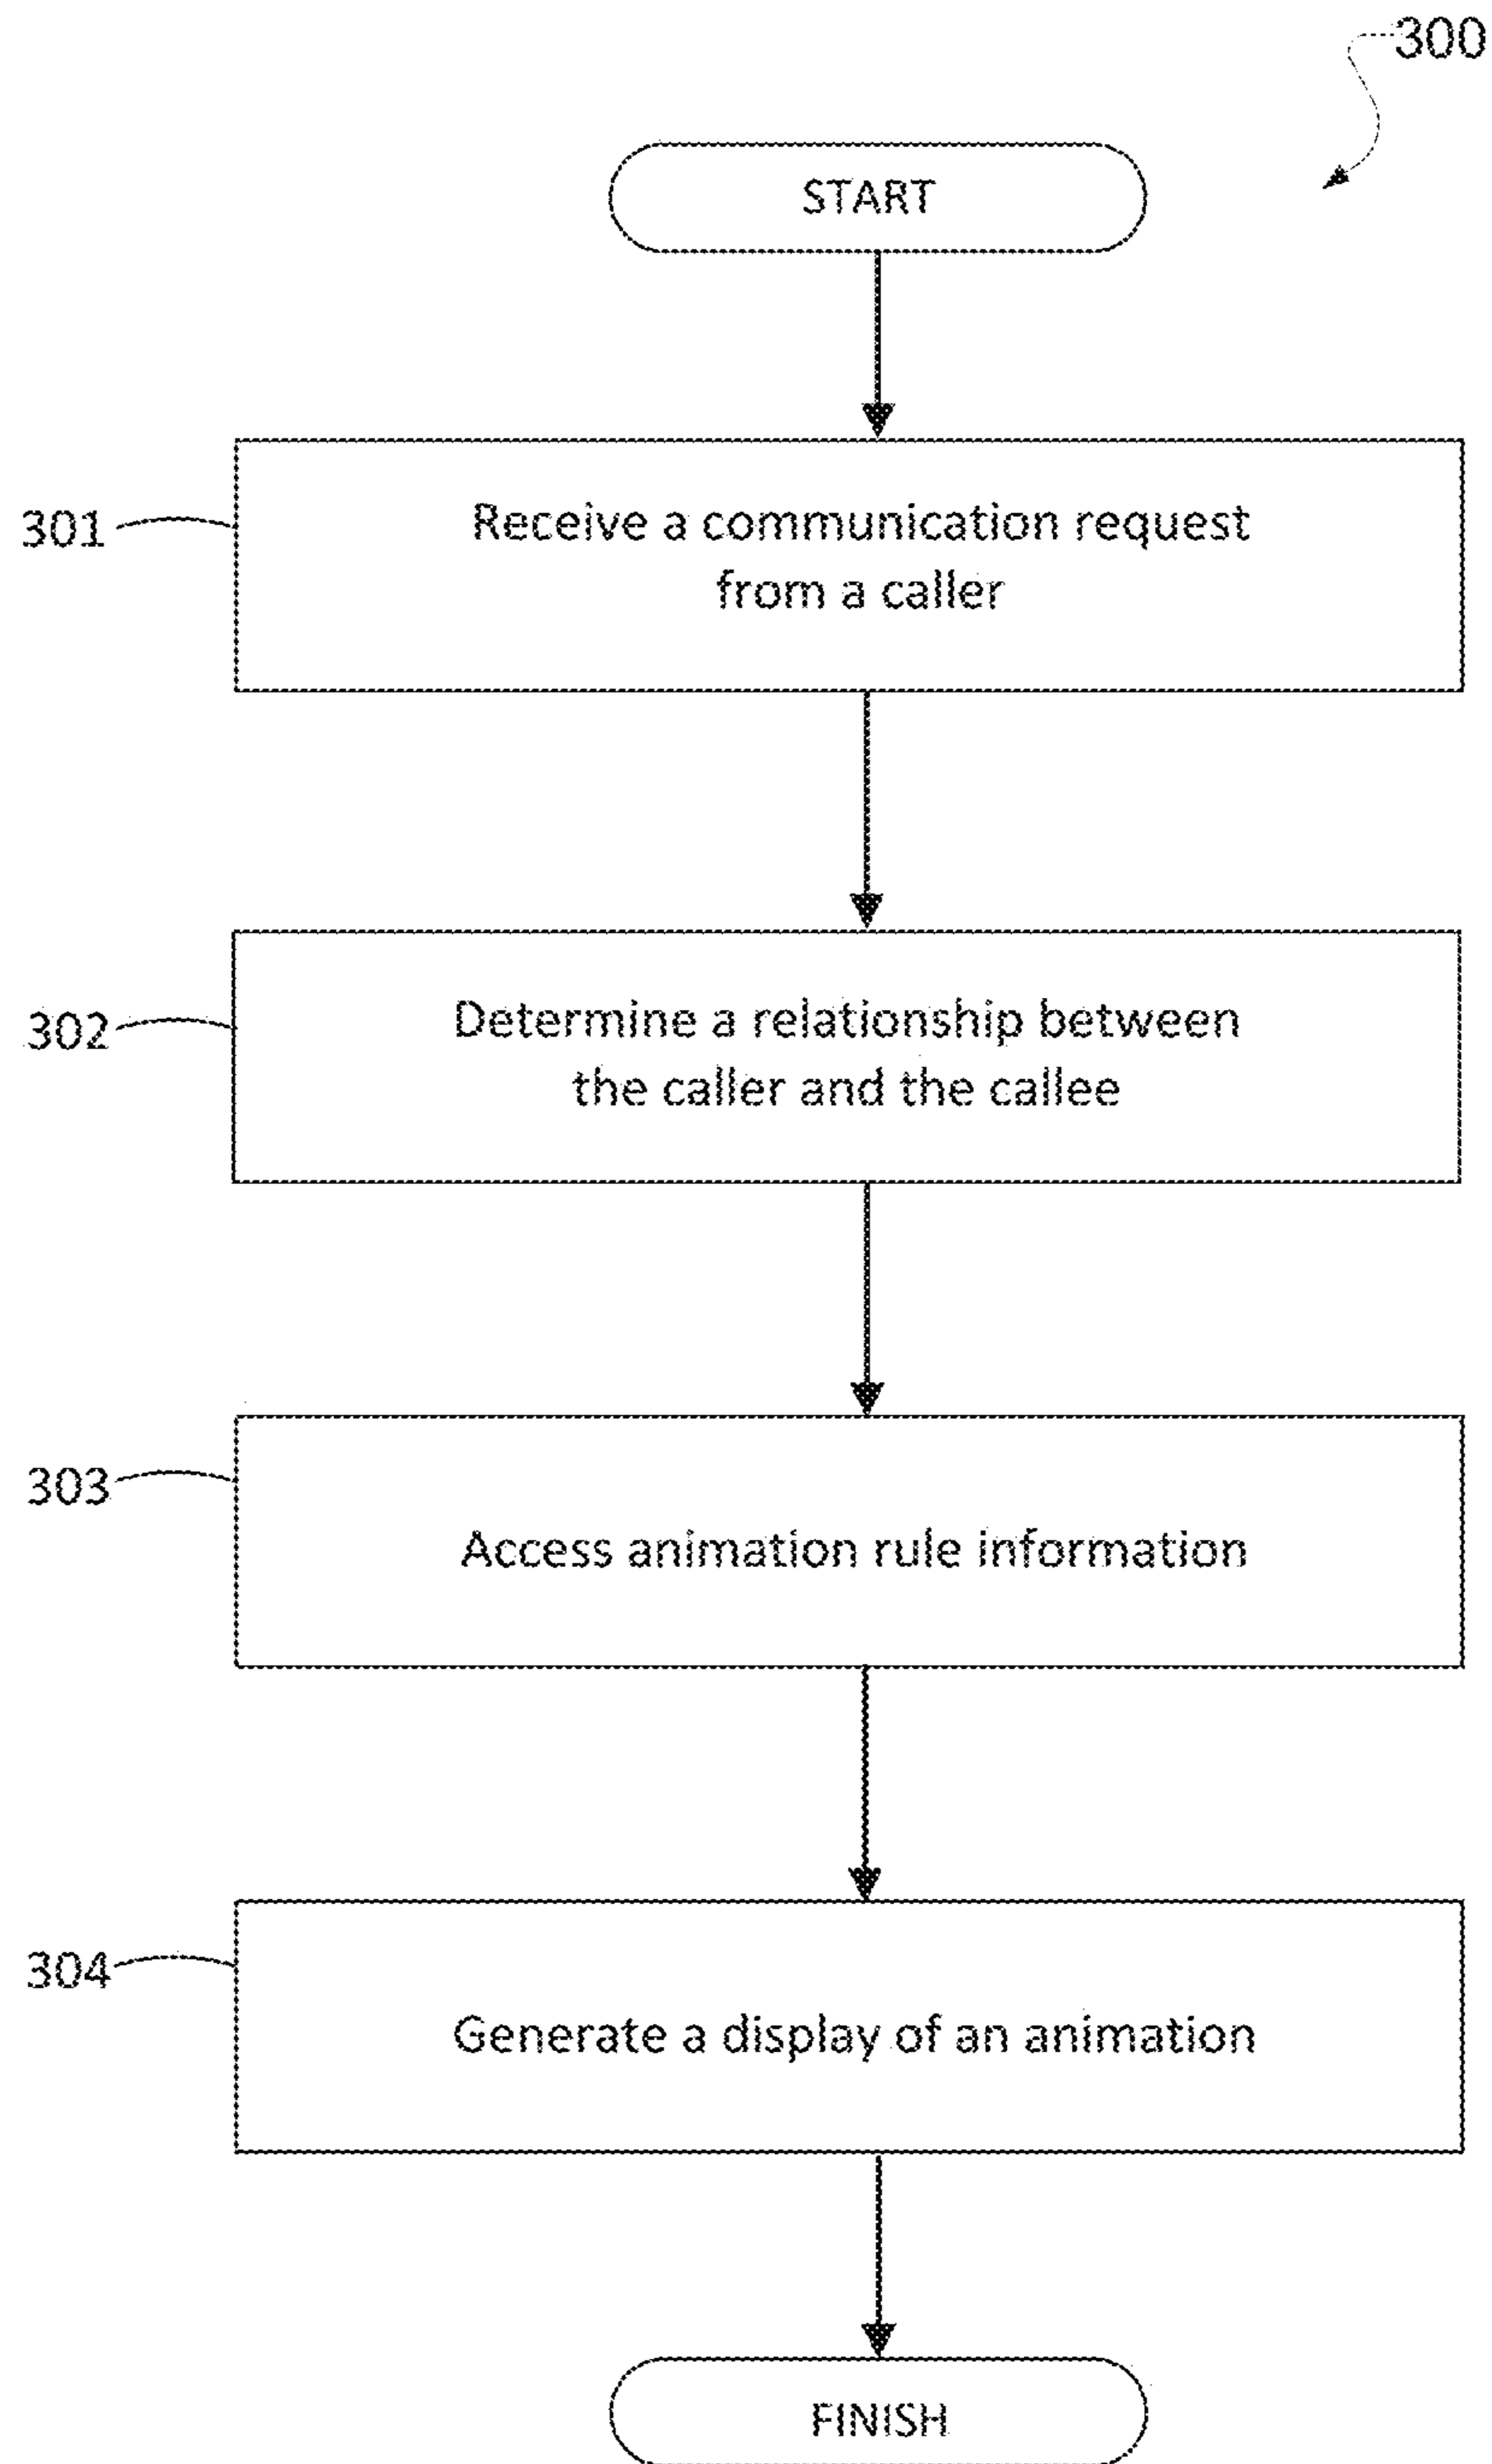 300
START
301
Receive a communication request
from a caller
302
Determine a relationship between
the caller and the callee
303
Access animation rule information
304
Generate a display of an animation
FINISH